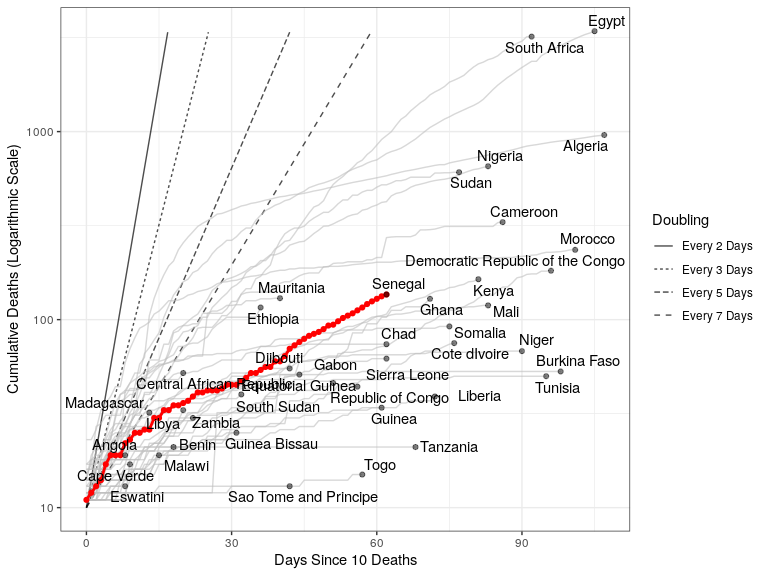 Egypt
South Africa
1000
Algeria
Nigeria
Sudan
Cameroon
Morocco
Democratic Republic of the Congo
Mauritania
Senegal
Kenya
Ghana
Mali
Ethiopia
100
Chad
Somalia
Niger
Djibouti
Gabon
Cote dIvoire
Burkina Faso
Central African Republic
Equatorial Guinea
Sierra Leone
Tunisia
Madagascar
South Sudan
Republic of Congo
Liberia
Libya
Zambia
Guinea
Angola
Benin
Guinea Bissau
Tanzania
Cape Verde
Malawi
Togo
Eswatini
Sao Tome and Principe
10
0
30
60
90
Days Since 10 Deaths
Cumulative Deaths (Logarithmic Scale)
Doubling
Every 2 Days
Every 3 Days
Every 5 Days
Every 7 Days